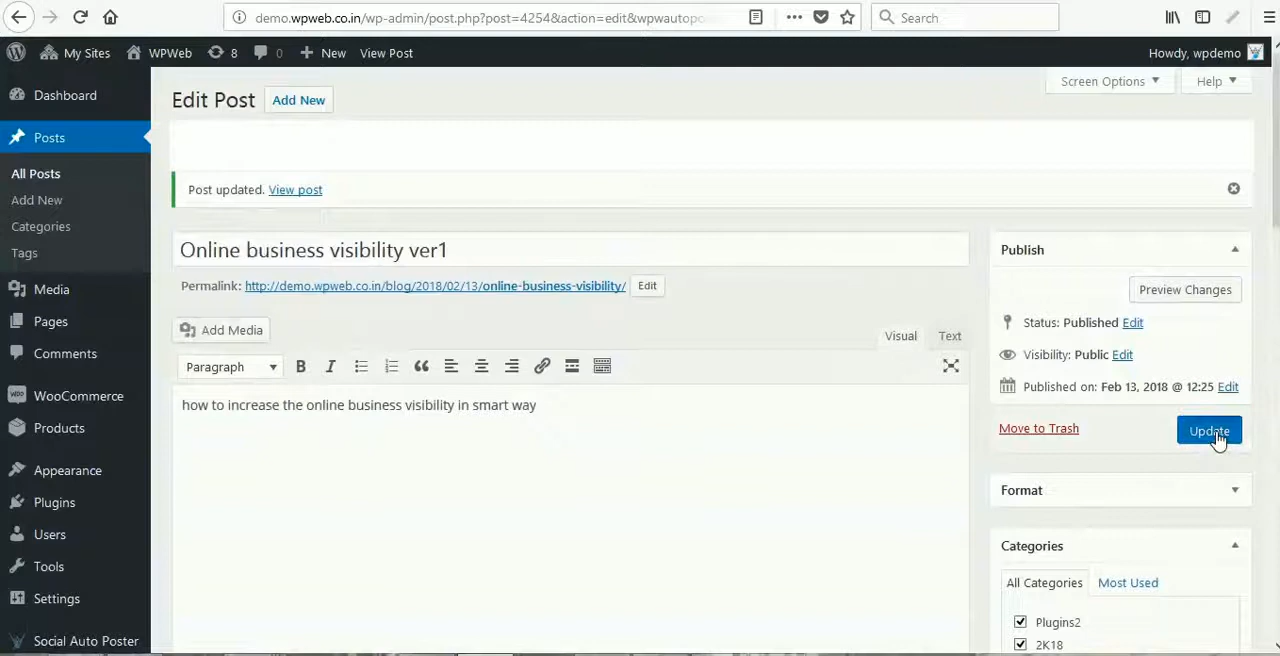 demo.wpweb.co.in/wp-admin/post.php?post=4254&action=edit&wpwautopo
Search
My Sites
WPWeb
8
0
New
View Post
Howdy, wpdemo
Dashboard
Posts
All Posts
Add New
Categories
Tags
Media
Pages
Comments
WooCommerce
Products
Appearance
Plugins
Users
Tools
Settings
Social Auto Poster
Screen Options
Help
Edit Post
Add New
Post updated. View post
Online business visibility ver1
Permalink: http://demo.wpweb.co.in/blog/2018/02/13/online-business-visibility/
Edit
Add Media
Visual
Text
Paragraph
B I
how to increase the online business visibility in smart way
Publish
Preview Changes
Status: Published Edit
Visibility: Public Edit
Published on: Feb 13, 2018 @ 12:25 Edit
Move to Trash
Update
Format
Categories
All Categories
Most Used
Plugins2
2K18